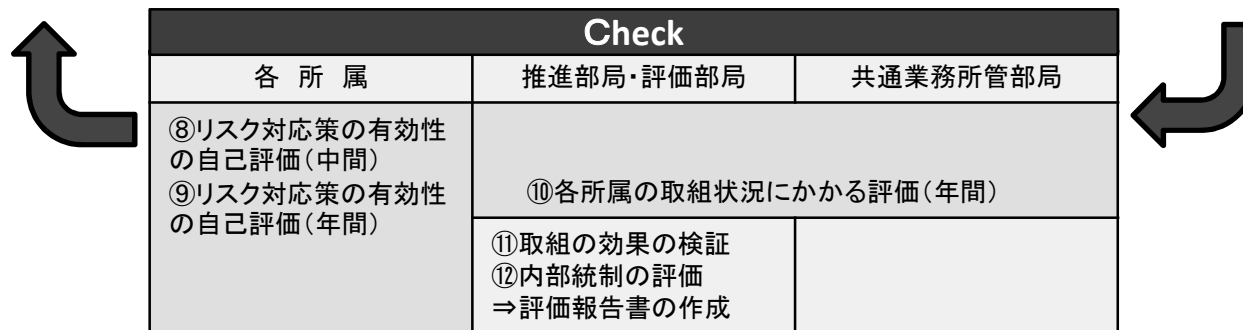 Check
各 所 属
推進部局・評価部局
共通業務所管部局
⑧リスク対応策の有効性
の自己評価(中間)
⑨リスク対応策の有効性
の自己評価(年間)
⑩各所属の取組状況にかかる評価(年間)
⑪取組の効果の検証
⑫内部統制の評価
⇒評価報告書の作成